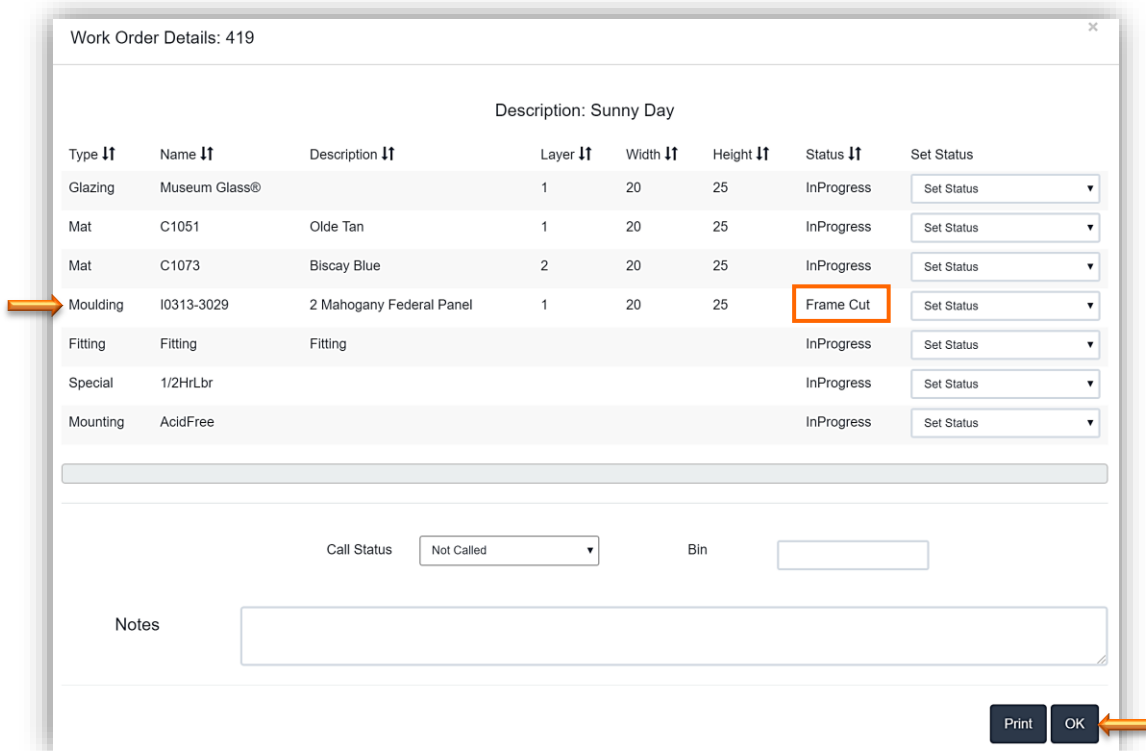 Work Order Details: 419
×
Description: Sunny Day
Type Name Description Layer Width Height Status Set Status
Glazing Museum Glass® 1 20 25 InProgress Set Status
Mat C1051 Olde Tan 1 20 25 InProgress Set Status
Mat C1073 Biscay Blue 2 20 25 InProgress Set Status
Moulding I0313-3029 2 Mahogany Federal Panel 1 20 25 Frame Cut Set Status
Fitting Fitting Fitting InProgress Set Status
Special 1/2HrLbr InProgress Set Status
Mounting AcidFree InProgress Set Status
Call Status Not Called Bin
Notes
Print OK